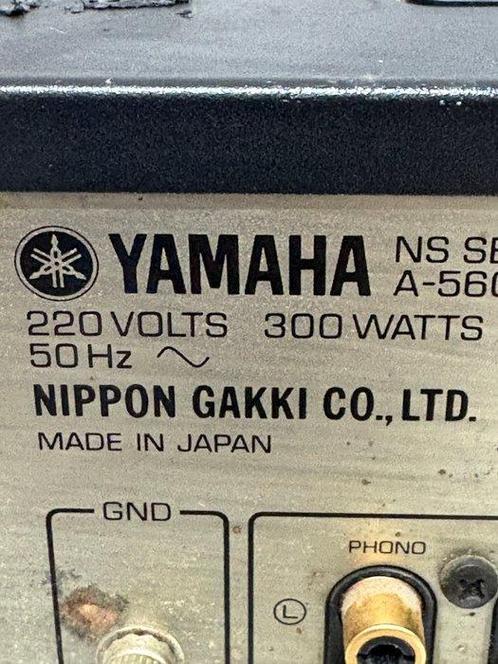 YAMAHA NS SE
A-560
220 VOLTS 300 WATTS
50 Hz ~
NIPPON GAKKI CO., LTD.
MADE IN JAPAN
GND
PHONO
L